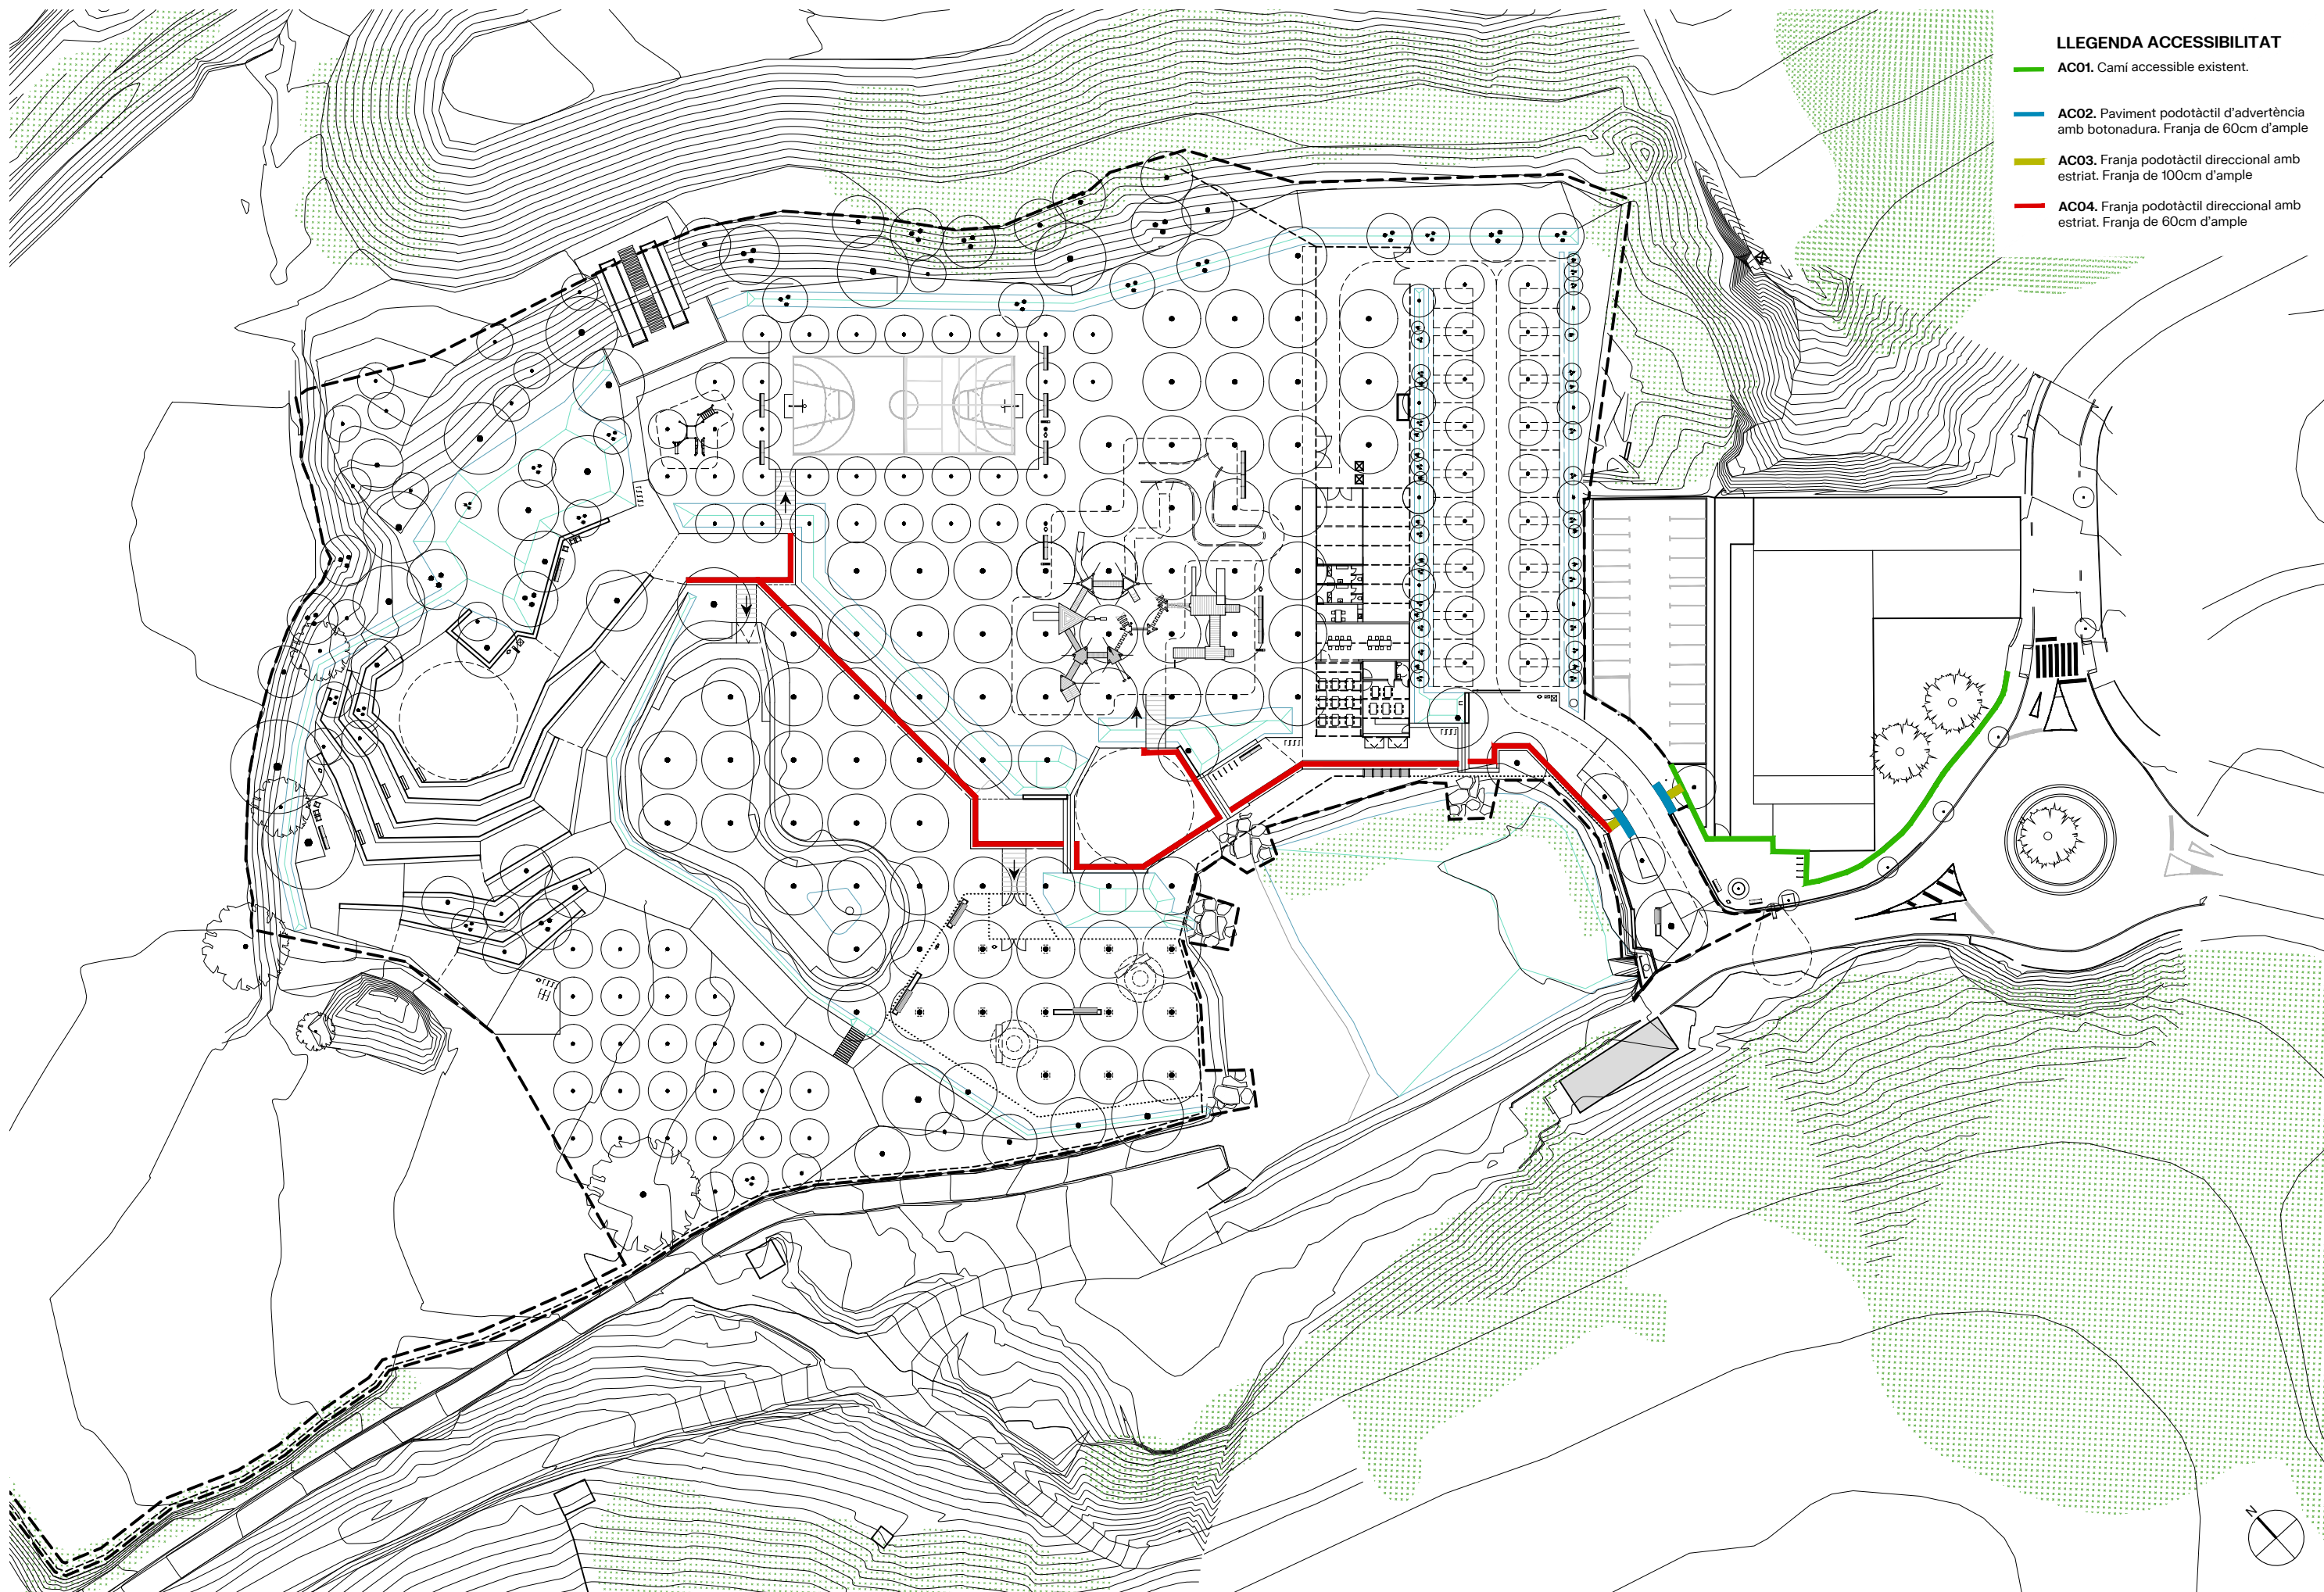 LLEGENDA ACCESSIBILITAT
AC01. Camí accessible existent.
AC02. Paviment podotàctil d'advertència
amb botonadura. Franja de 60cm d'ample
AC03. Franja podotàctil direccional amb
estriat. Franja de 100cm d'ample
AC04. Franja podotàctil direccional amb
estriat. Franja de 60cm d'ample
N